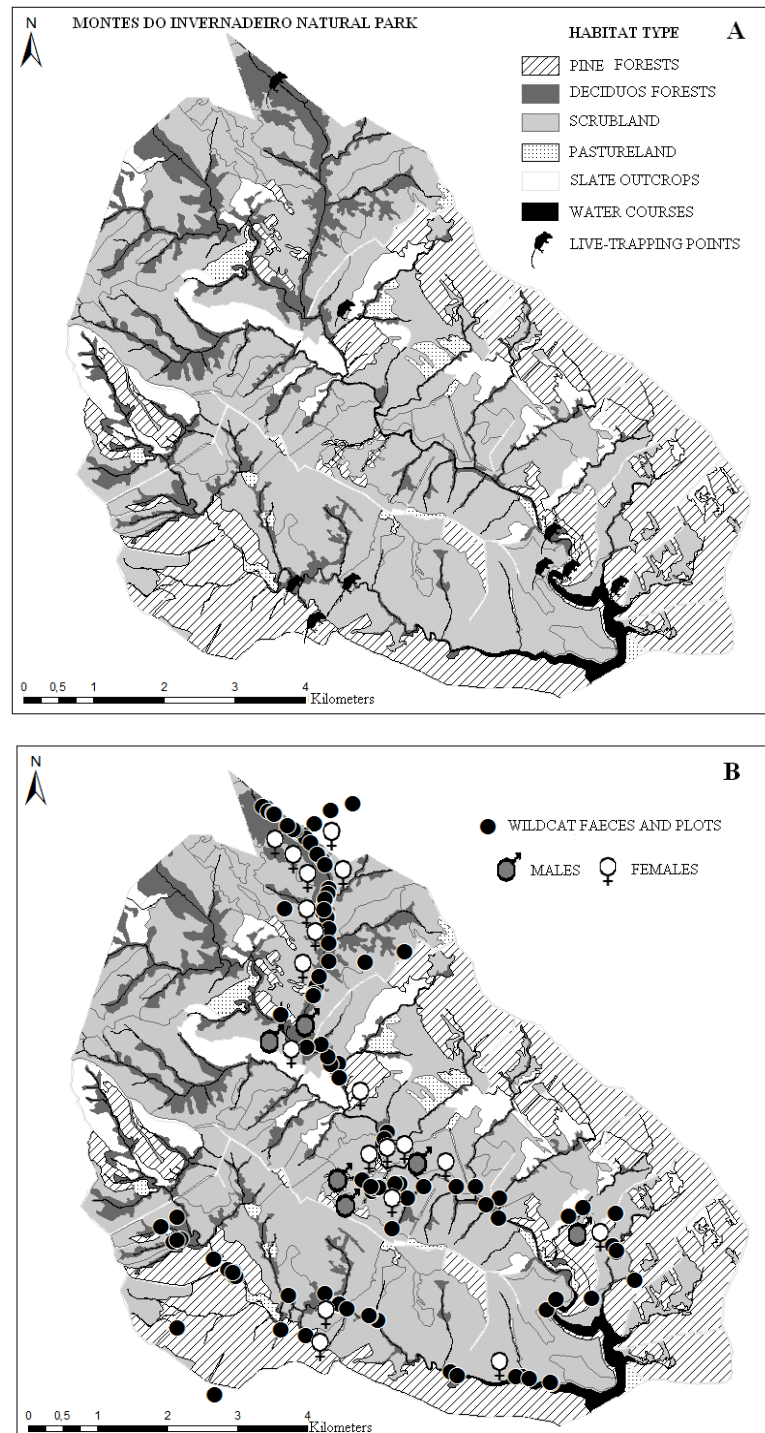 N
MONTES DO INVERNADEIRO NATURAL PARK
A
HABITAT TYPE
PINE FORESTS
DECIDUOS FORESTS
SCRUBLAND
PASTURELAND
SLATE OUTCROPS
WATER COURSES
LIVE-TRAPPING POINTS
0 0,5 1 2 3 4
Kilometers
N
B
WILDCAT FAECES AND PLOTS
MALES FEMALES
0 0,5 1 2 3 4
Kilometers